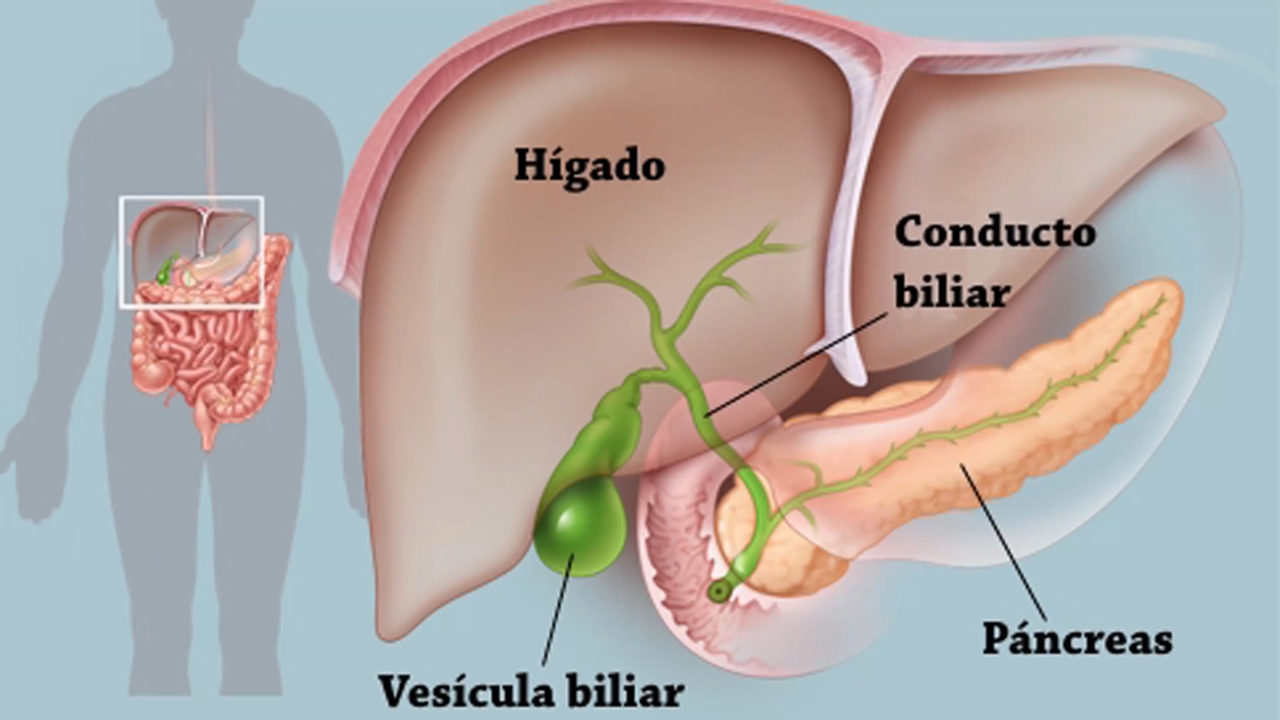 Hígado
Conducto
biliar
Páncreas
Vesícula biliar